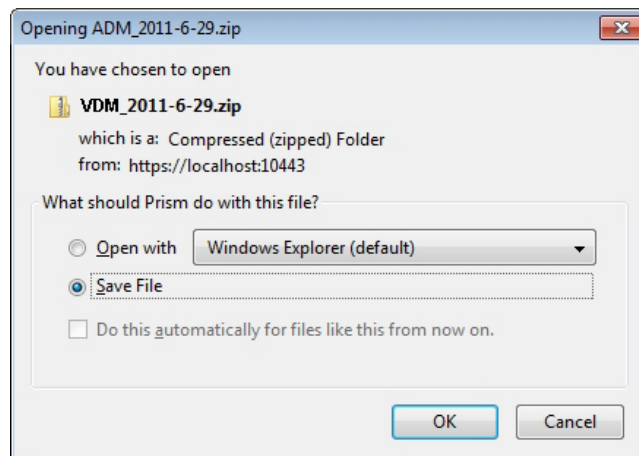 Opening ADM_2011-6-29.zip
You have chosen to open
VDM_2011-6-29.zip
which is a: Compressed (zipped) Folder
from: https://localhost:10443
What should Prism do with this file?
Open with Windows Explorer (default)
Save File
Do this automatically for files like this from now on.
OK Cancel